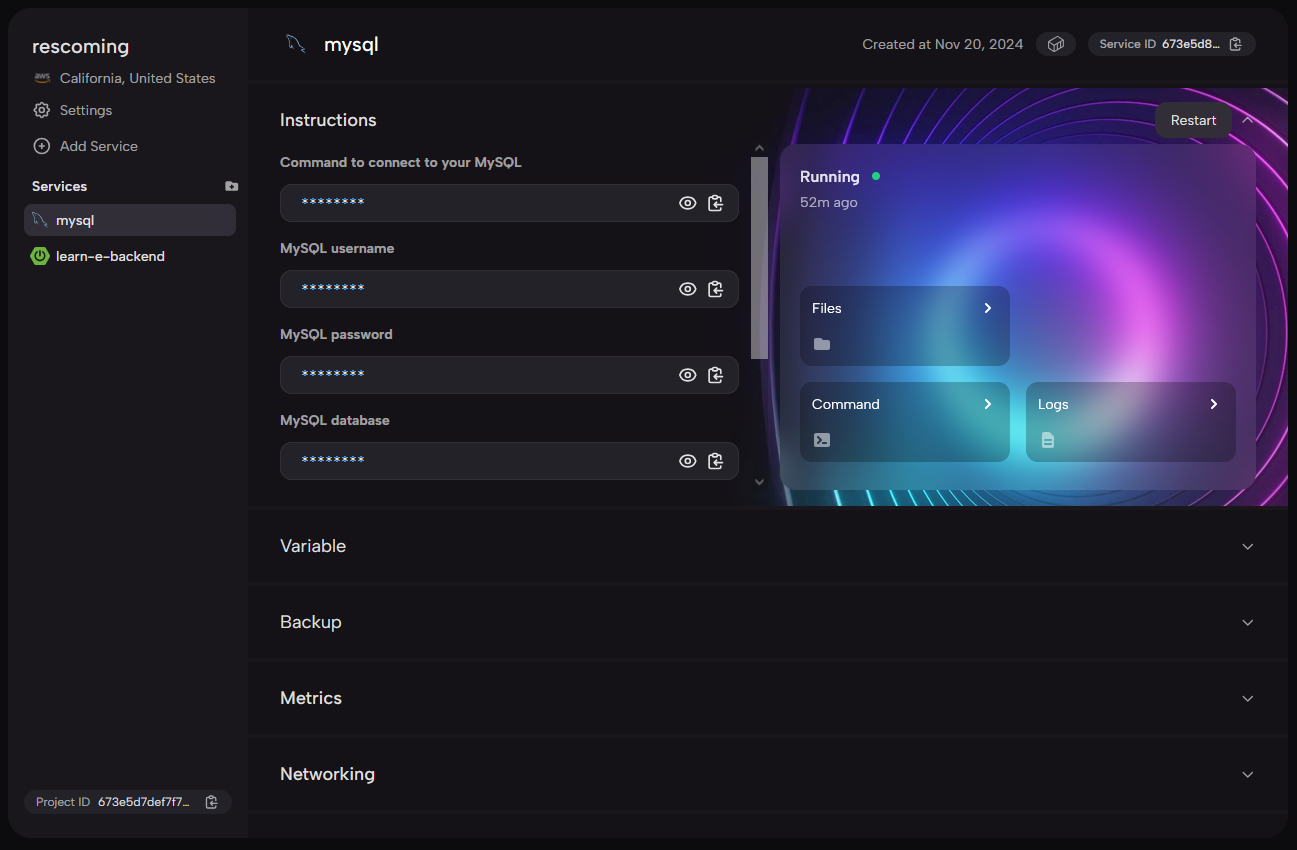 rescoming
aws California, United States
Settings
Add Service
Services
mysql
learn-e-backend
Project ID 673e5d7def7f7...
mysql
Created at Nov 20, 2024
Service ID 673e5d8...
Instructions
Command to connect to your MySQL
********
MySQL username
********
MySQL password
********
MySQL database
********
Restart
Running
52m ago
Files
Command
Logs
Variable
Backup
Metrics
Networking